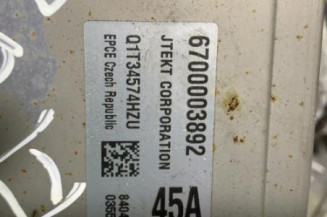 6700003892
JTEKT CORPORATION
Q1T34574HZU
EPCE Czech Republic
45A